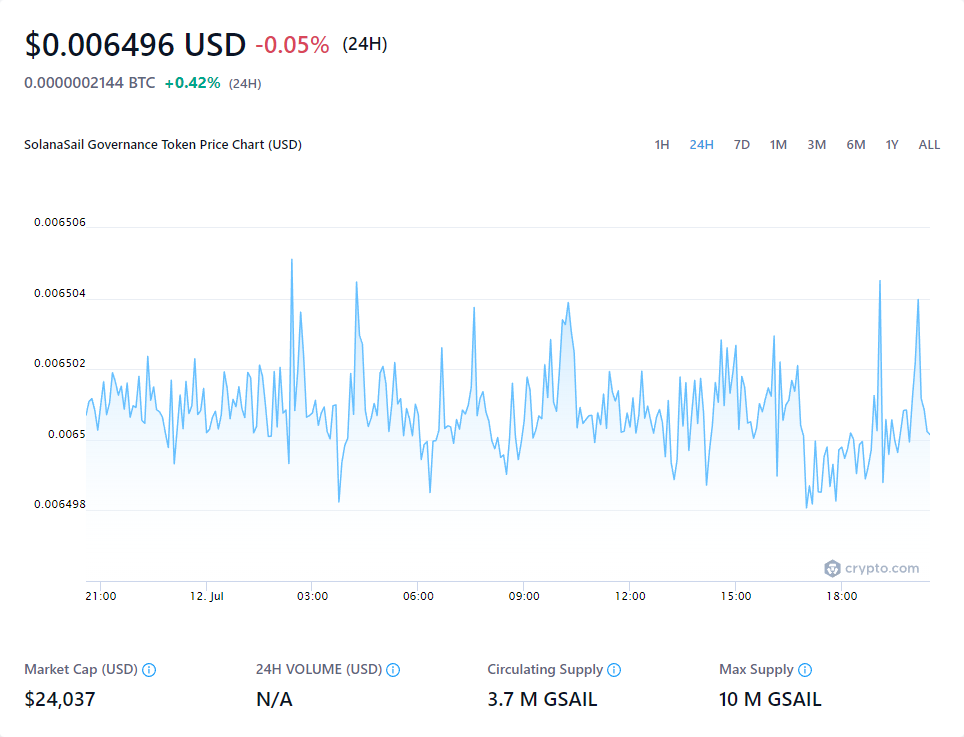 $0.006496 USD -0.05% (24H)
0.0000002144 BTC +0.42% (24H)
SolanaSail Governance Token Price Chart (USD) 1H 24H 7D 1M 3M 6M 1Y ALL
0.006506
0.006504
0.006502
0.0065
0.006498
crypto.com
21:00 12. Jul 03:00 06:00 09:00 12:00 15:00 18:00
Market Cap (USD) 24H VOLUME (USD) Circulating Supply Max Supply
$24,037 N/A 3.7 M GSAIL 10 M GSAIL